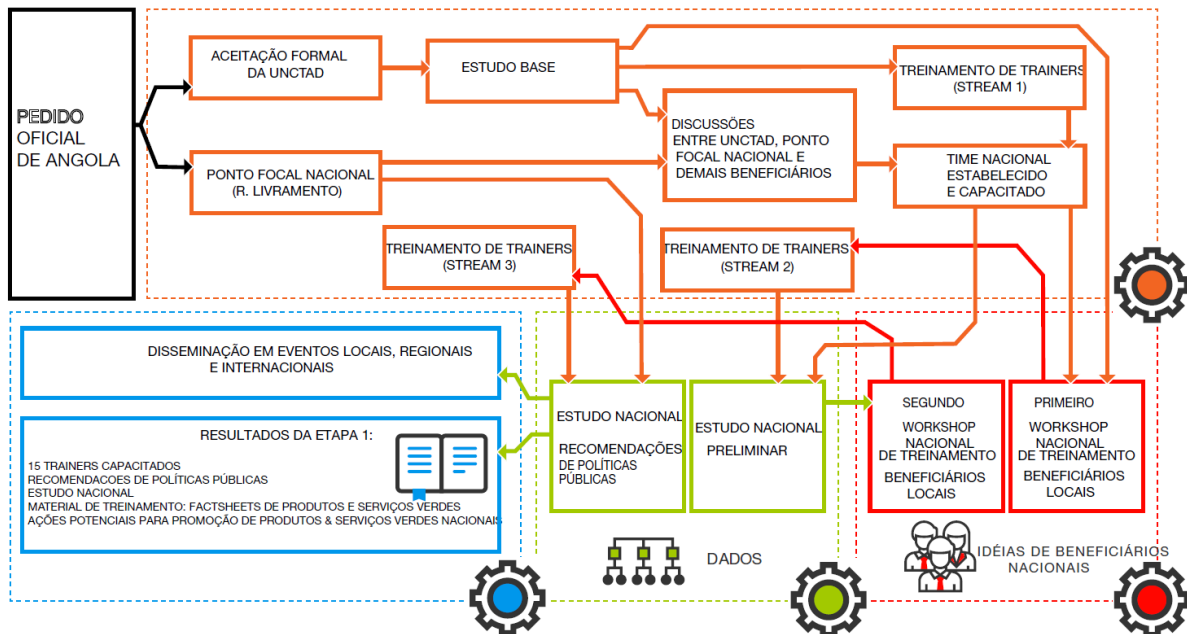 PEDIDO
OFICIAL
DE ANGOLA
ACEITAÇÃO FORMAL
DA UNCTAD
ESTUDO BASE
TREINAMENTO DE TRAINERS
(STREAM 1)
DISCUSSÕES
ENTRE UNCTAD, PONTO
FOCAL NACIONAL E
DEMAIS BENEFICIÁRIOS
PONTO FOCAL NACIONAL
(R. LIVRAMENTO)
TIME NACIONAL
ESTABELECIDO
E CAPACITADO
TREINAMENTO DE TRAINERS
(STREAM 3)
TREINAMENTO DE TRAINERS
(STREAM 2)
DISSEMINAÇÃO EM EVENTOS LOCAIS, REGIONAIS
E INTERNACIONAIS
RESULTADOS DA ETAPA 1:
15 TRAINERS CAPACITADOS
RECOMENDACOES DE POLÍTICAS PÚBLICAS
ESTUDO NACIONAL
MATERIAL DE TREINAMENTO: FACTSHEETS DE PRODUTOS E SERVIÇOS VERDES
AÇÕES POTENCIAIS PARA PROMOÇÃO DE PRODUTOS & SERVIÇOS VERDES NACIONAIS
ESTUDO NACIONAL
RECOMENDAÇÕES
DE POLÍTICAS
PÚBLICAS
ESTUDO NACIONAL
PRELIMINAR
SEGUNDO
WORKSHOP
NACIONAL
DE TREINAMENTO
BENEFICIÁRIOS
LOCAIS
PRIMEIRO
WORKSHOP
NACIONAL
DE TREINAMENTO
BENEFICIÁRIOS
LOCAIS
DADOS
IDÉIAS DE BENEFICIÁRIOS
NACIONAIS